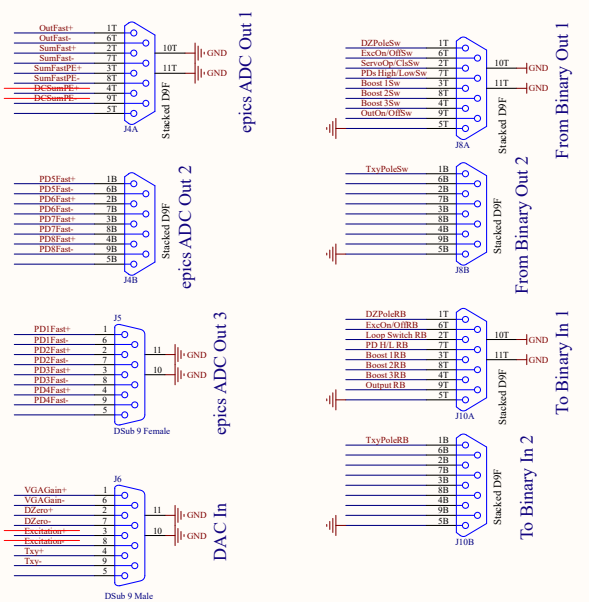 OutFast+ 1T
OutFast- 6T
SumFast+ 2T
SumFast- 7T
SumFastPE+ 3T
SumFastPE- 8T
DCSumPE+ 4T
DCSumPE- 9T
5T
10T GND
11T GND
J4A
Stacked D9F
epics ADC Out 1
PD5Fast+ 1B
PD5Fast- 6B
PD6Fast+ 2B
PD6Fast- 7B
PD7Fast+ 3B
PD7Fast- 8B
PD8Fast+ 4B
PD8Fast- 9B
5B
J4B
Stacked D9F
epics ADC Out 2
J5
PD1Fast+ 1
PD1Fast- 6
PD2Fast+ 2
PD2Fast- 7
PD3Fast+ 3
PD3Fast- 8
PD4Fast+ 4
PD4Fast- 9
5
11 GND
10 GND
DSub 9 Female
epics ADC Out 3
J6
VGAGain+ 1
VGAGain- 6
DZero+ 2
DZero- 7
Excitation+ 3
Excitation- 8
Txy+ 4
Txy- 9
5
11 GND
10 GND
DSub 9 Male
DAC In
DZPoleSw 1T
ExcOn/OffSw 6T
ServoOp/ClsSw 2T
PDs High/LowSw 7T
Boost 1Sw 3T
Boost 2Sw 8T
Boost 3Sw 4T
OutOn/OffSw 9T
5T
10T GND
11T GND
J8A
Stacked D9F
From Binary Out 1
TxyPoleSw 1B
6B
2B
7B
3B
8B
4B
9B
5B
J8B
Stacked D9F
From Binary Out 2
DZPoleRB 1T
ExcOn/OffRB 6T
Loop Switch RB 2T
PD H/L RB 7T
Boost 1RB 3T
Boost 2RB 8T
Boost 3RB 4T
Output RB 9T
5T
10T GND
11T GND
J10A
Stacked D9F
To Binary In 1
TxyPoleRB 1B
6B
2B
7B
3B
8B
4B
9B
5B
J10B
Stacked D9F
To Binary In 2